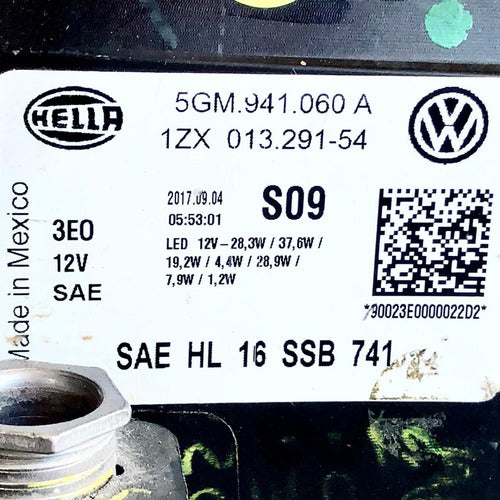 HELLA
5GM.941.060 A
1ZX 013.291-54
Made in Mexico
3E0
12V
SAE
2017.09.04
05:53:01
S09
LED 12V-28,3W / 37,6W /
19,2W / 4,4W / 28,9W /
7,9W / 1,2W
*90023E0000022D2*
SAE HL 16 SSB 741